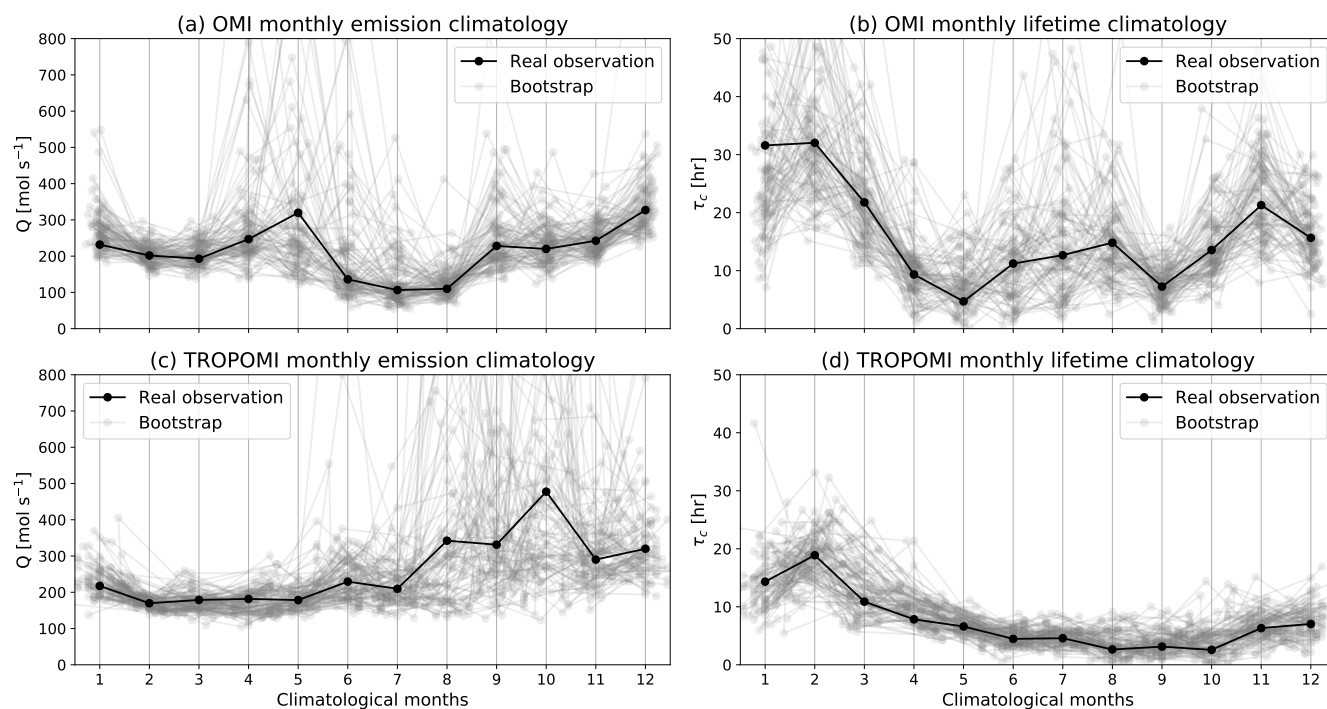 (a) OMI monthly emission climatology
800
700
600
500
400
300
200
100
0
Q [mol s⁻¹]
Real observation
Bootstrap
(b) OMI monthly lifetime climatology
50
40
30
20
10
0
τc [hr]
Real observation
Bootstrap
(c) TROPOMI monthly emission climatology
800
700
600
500
400
300
200
100
0
Q [mol s⁻¹]
Real observation
Bootstrap
1 2 3 4 5 6 7 8 9 10 11 12
Climatological months
(d) TROPOMI monthly lifetime climatology
50
40
30
20
10
0
τc [hr]
Real observation
Bootstrap
1 2 3 4 5 6 7 8 9 10 11 12
Climatological months